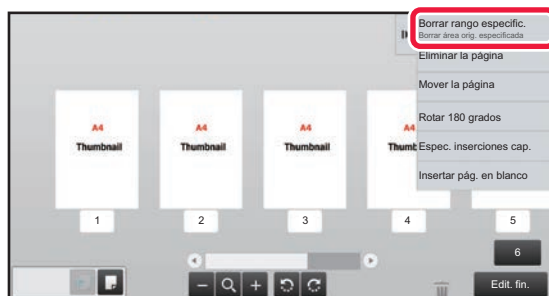 Borrar rango especific.
Borrar área orig. especificada
Eliminar la página
Mover la página
Rotar 180 grados
Espec. inserciones cap.
Insertar pág. en blanco
A4
Thumbnail
1
A4
Thumbnail
2
A4
Thumbnail
3
A4
Thumb
4
5
6
Edit. fin.